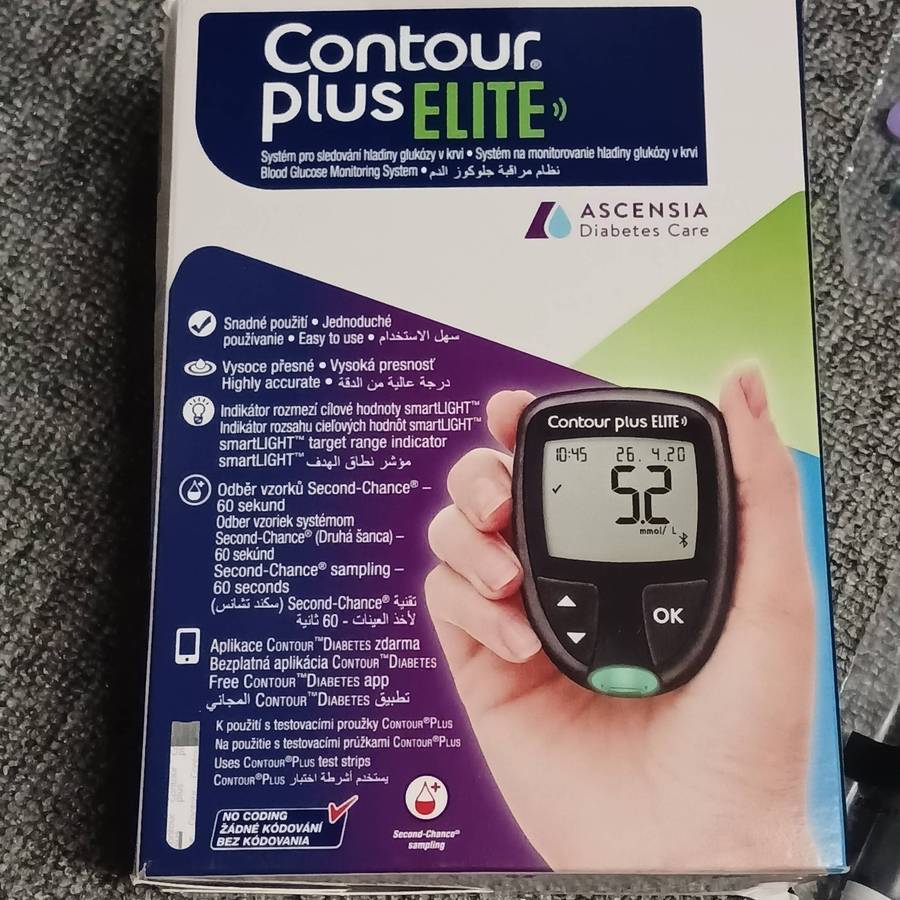 Contour®
plus ELITE
Systém pro sledování hladiny glukózy v krvi • Systém na monitorovanie hladiny glukózy v krvi
Blood Glucose Monitoring System • نظام مراقبة جلوكوز الدم
ASCENSIA
Diabetes Care
Snadné použití • Jednoduché
používanie • Easy to use • سهل الاستخدام
Vysoce přesné • Vysoká presnosť
Highly accurate • درجة عالية من الدقة
Indikátor rozmezí cílové hodnoty smartLIGHT™
Indikátor rozsahu cieľových hodnôt smartLIGHT™
smartLIGHT™ target range indicator
smartLIGHT™ مؤشر نطاق الهدف
Odběr vzorků Second-Chance® –
60 sekund
Odber vzoriek systémom
Second-Chance® (Druhá šanca) –
60 sekúnd
Second-Chance® sampling –
60 seconds
تقنية Second-Chance® (سكند تشانس)
لأخذ العينات - 60 ثانية
Aplikace CONTOUR™DIABETES zdarma
Bezplatná aplikácia CONTOUR™DIABETES
Free CONTOUR™DIABETES app
تطبيق CONTOUR™DIABETES المجاني
K použití s testovacími proužky CONTOUR®PLUS
Na použitie s testovacími prúžkami CONTOUR®PLUS
Uses CONTOUR®PLUS test strips
يستخدم أشرطة اختبار CONTOUR®PLUS
NO CODING
ŽÁDNÉ KÓDOVÁNÍ
BEZ KÓDOVANIA
Second-Chance®
sampling
Contour plus ELITE
10:45 26. 4.20
5.2
mmol/L
OK
Contour
plus